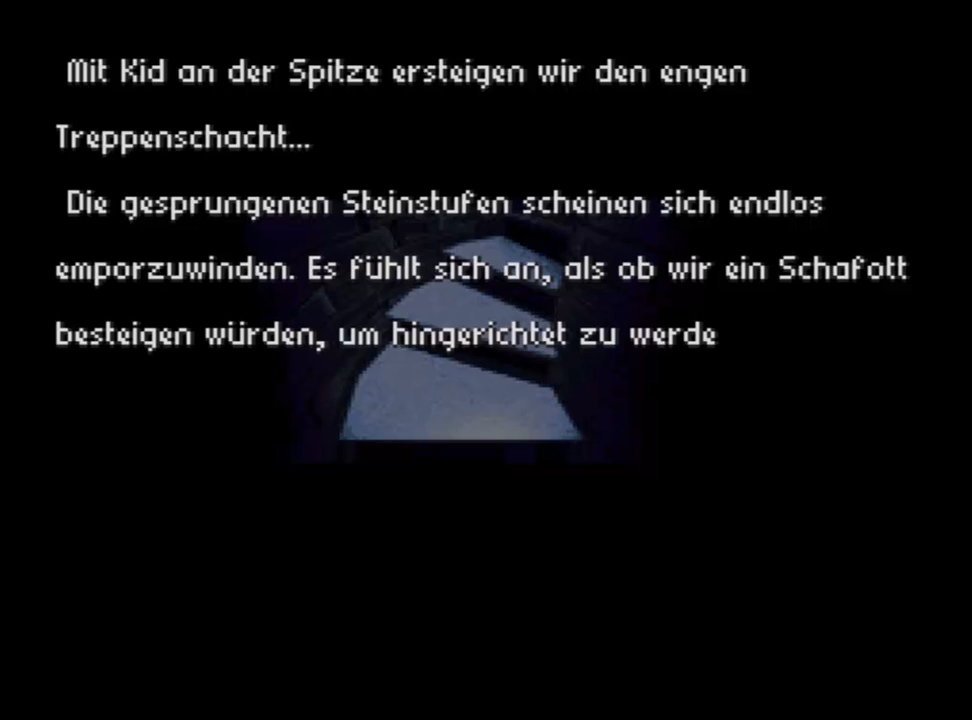 Mit Kid an der Spitze ersteigen wir den engen
Treppenschacht...
Die gesprungenen Steinstufen scheinen sich endlos
emporzuwinden. Es fühlt sich an, als ob wir ein Schafott
besteigen würden, um hingerichtet zu werde